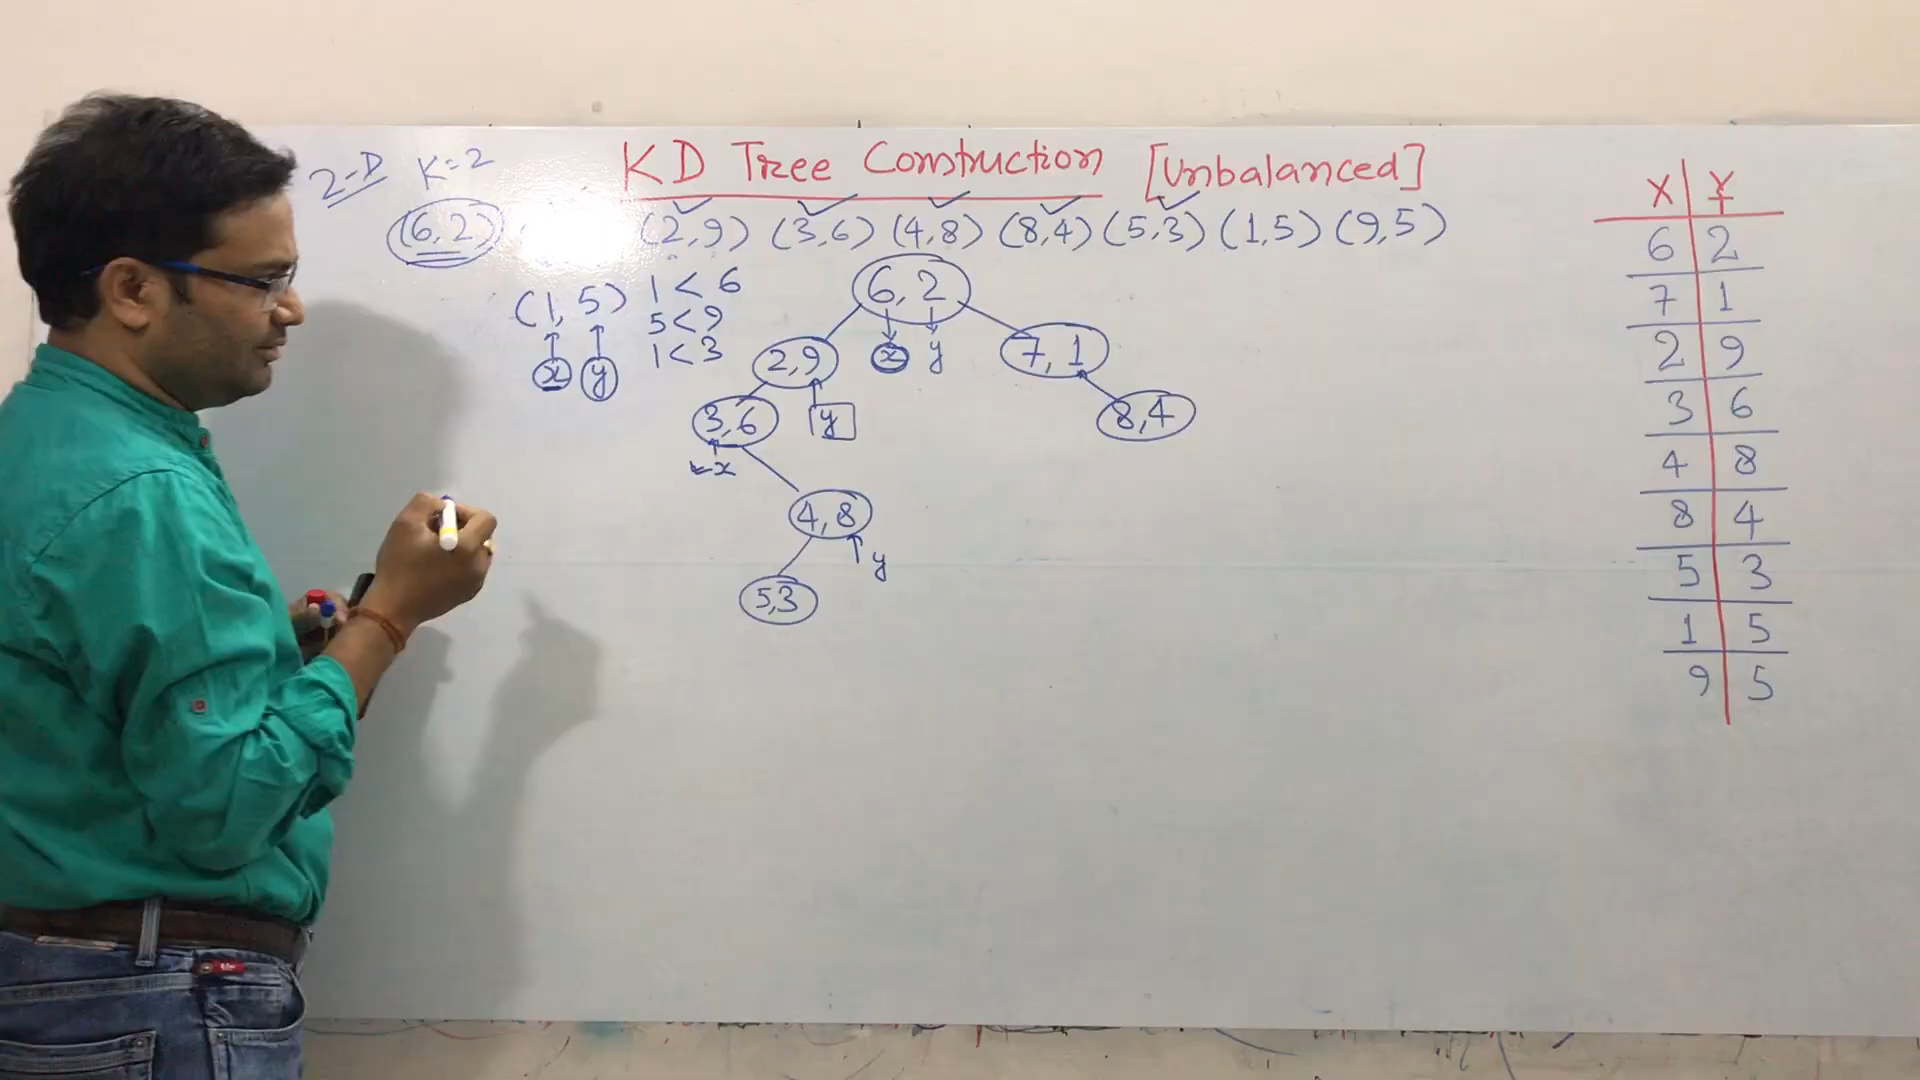 2-D K=2 KD Tree Construction [Unbalanced]
(6,2) (2,9) (3,6) (4,8) (8,4) (5,3) (1,5) (9,5)
(1,5) 1 < 6
5 < 9
1 < 3
x y
6, 2
x y
2,9
7, 1
3,6
y
8,4
x
4,8
y
5,3
X Y
6 2
7 1
2 9
3 6
4 8
8 4
5 3
1 5
9 5